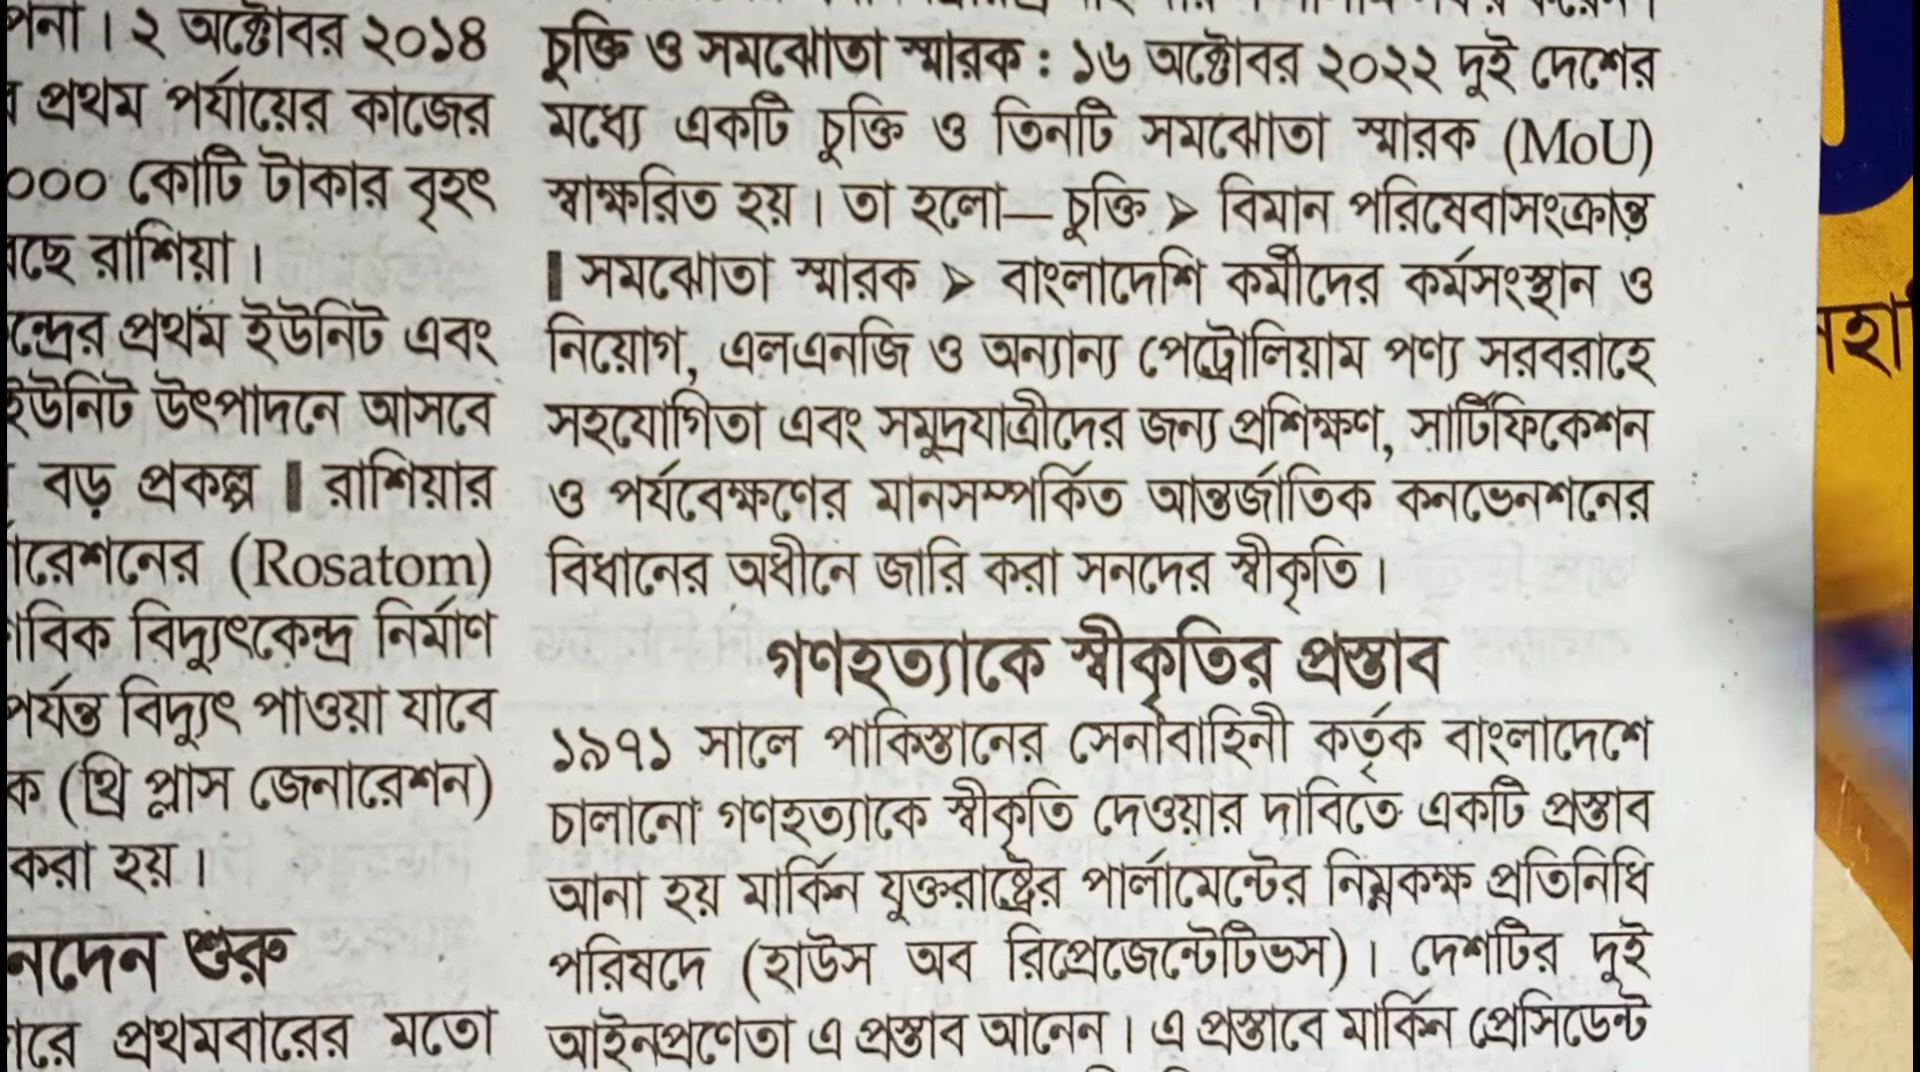 পনা। ২ অক্টোবর ২০১৪
প্রথম পর্যায়ের কাজের
০০০ কোটি টাকার বৃহৎ
রাশিয়া।
ন্দ্রের প্রথম ইউনিট এবং
ইউনিট উৎপাদনে আসবে
বড় প্রকল্প ❚ রাশিয়ার
রেশনের (Rosatom)
বিদ্যুৎকেন্দ্র নির্মাণ
পর্যন্ত বিদ্যুৎ পাওয়া যাবে
ক (থ্রি প্লাস জেনারেশন)
করা হয়।
নদেন শুরু
রে প্রথমবারের মতো
চুক্তি ও সমঝোতা স্মারক : ১৬ অক্টোবর ২০২২ দুই দেশের
মধ্যে একটি চুক্তি ও তিনটি সমঝোতা স্মারক (MoU)
স্বাক্ষরিত হয়। তা হলো— চুক্তি ➤ বিমান পরিষেবাসংক্রান্ত
❚ সমঝোতা স্মারক ➤ বাংলাদেশি কর্মীদের কর্মসংস্থান ও
নিয়োগ, এলএনজি ও অন্যান্য পেট্রোলিয়াম পণ্য সরবরাহে
সহযোগিতা এবং সমুদ্রযাত্রীদের জন্য প্রশিক্ষণ, সার্টিফিকেশন
ও পর্যবেক্ষণের মানসম্পর্কিত আন্তর্জাতিক কনভেনশনের
বিধানের অধীনে জারি করা সনদের স্বীকৃতি।
গণহত্যাকে স্বীকৃতির প্রস্তাব
১৯৭১ সালে পাকিস্তানের সেনাবাহিনী কর্তৃক বাংলাদেশে
চালানো গণহত্যাকে স্বীকৃতি দেওয়ার দাবিতে একটি প্রস্তাব
আনা হয় মার্কিন যুক্তরাষ্ট্রের পার্লামেন্টের নিম্নকক্ষ প্রতিনিধি
পরিষদে (হাউস অব রিপ্রেজেন্টেটিভস)। দেশটির দুই
আইনপ্রণেতা এ প্রস্তাব আনেন। এ প্রস্তাবে মার্কিন প্রেসিডেন্ট